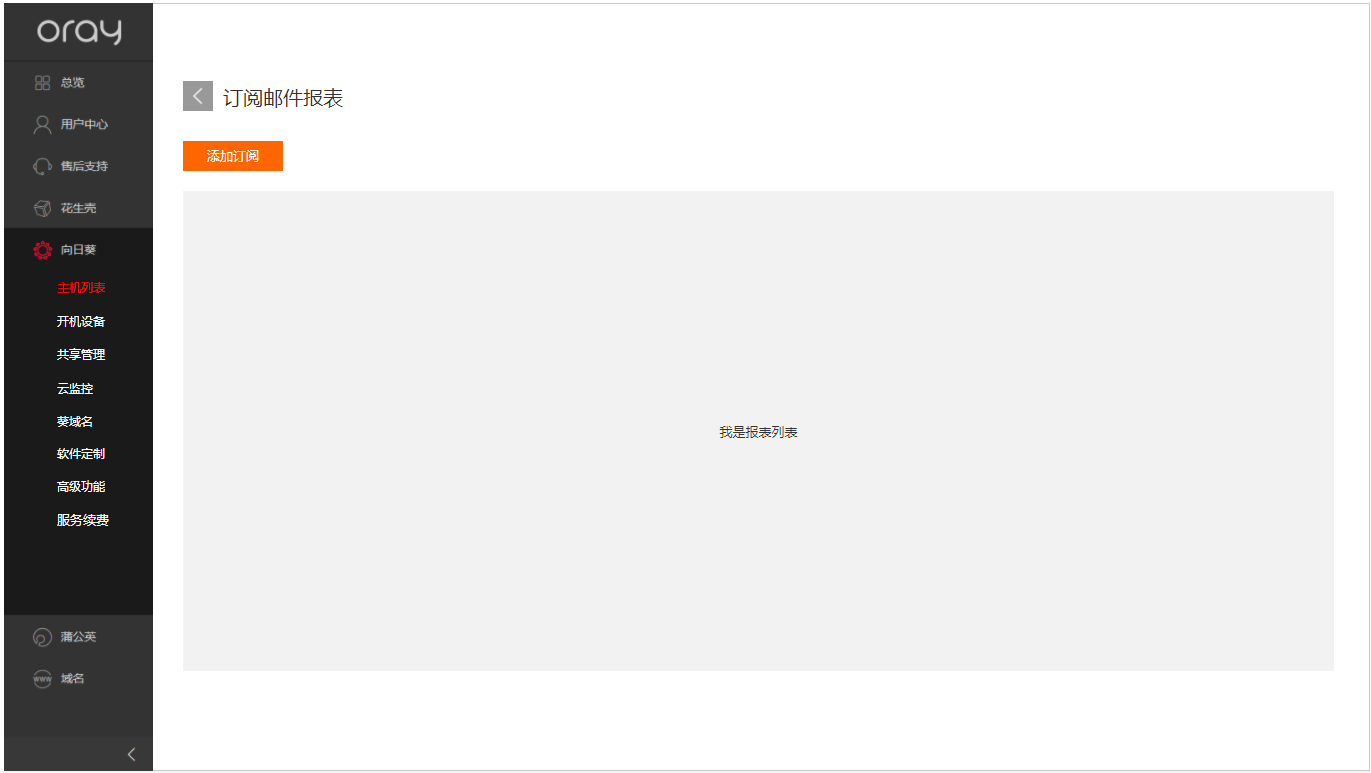 oray
总览
用户中心
售后支持
花生壳
向日葵
主机列表
开机设备
共享管理
云监控
葵域名
软件定制
高级功能
服务续费
蒲公英
www 域名
订阅邮件报表
添加订阅
我是报表列表